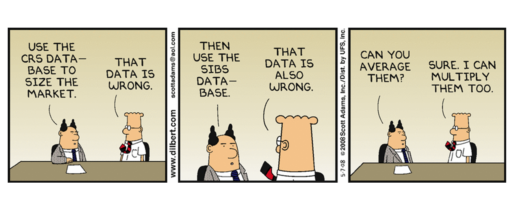 USE THE
CRS DATA—
BASE TO
SIZE THE
MARKET.
THAT
DATA IS
WRONG.
scottadams@aol.com
www.dilbert.com
THEN
USE THE
SIBS
DATA—
BASE.
THAT
DATA IS
ALSO
WRONG.
5-7-08 ©2008 Scott Adams, Inc./Dist. by UFS, Inc.
CAN YOU
AVERAGE
THEM?
SURE. I CAN
MULTIPLY
THEM TOO.